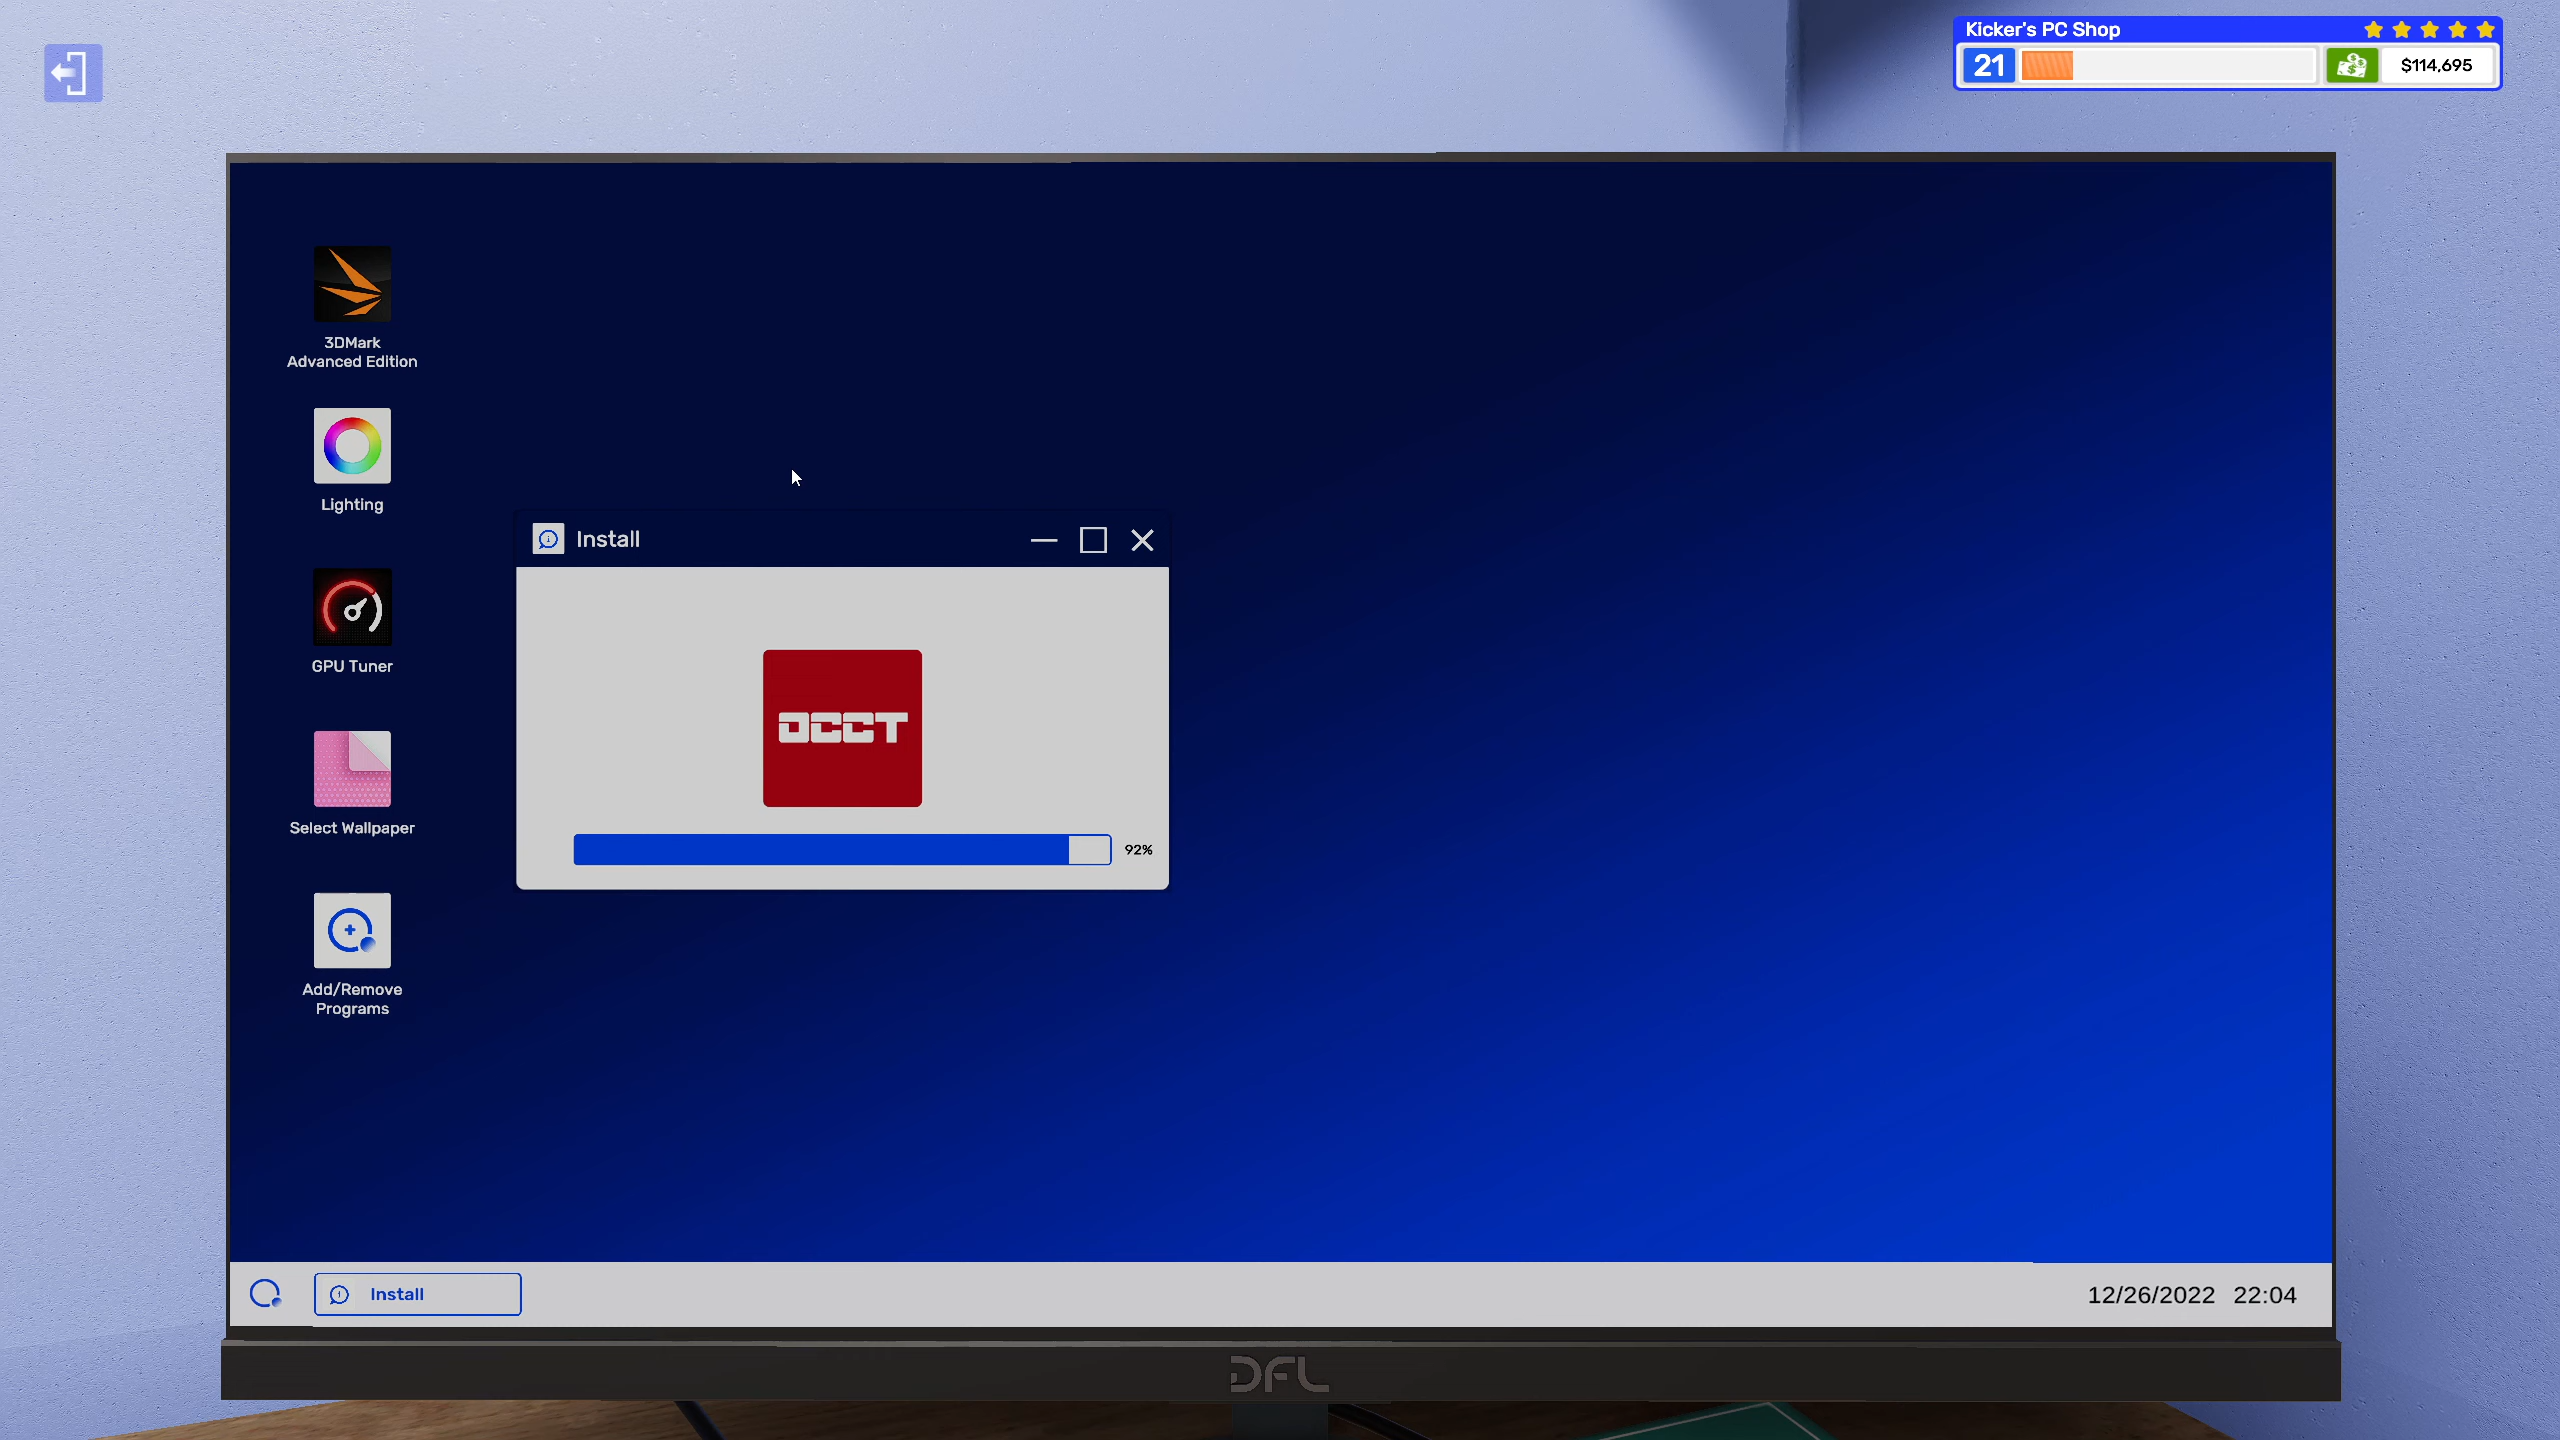 Kicker's PC Shop
21
$114,695
3DMark
Advanced Edition
Lighting
GPU Tuner
Select Wallpaper
Add/Remove
Programs
Install
OCCT
92%
Install
12/26/2022 22:04
DFL